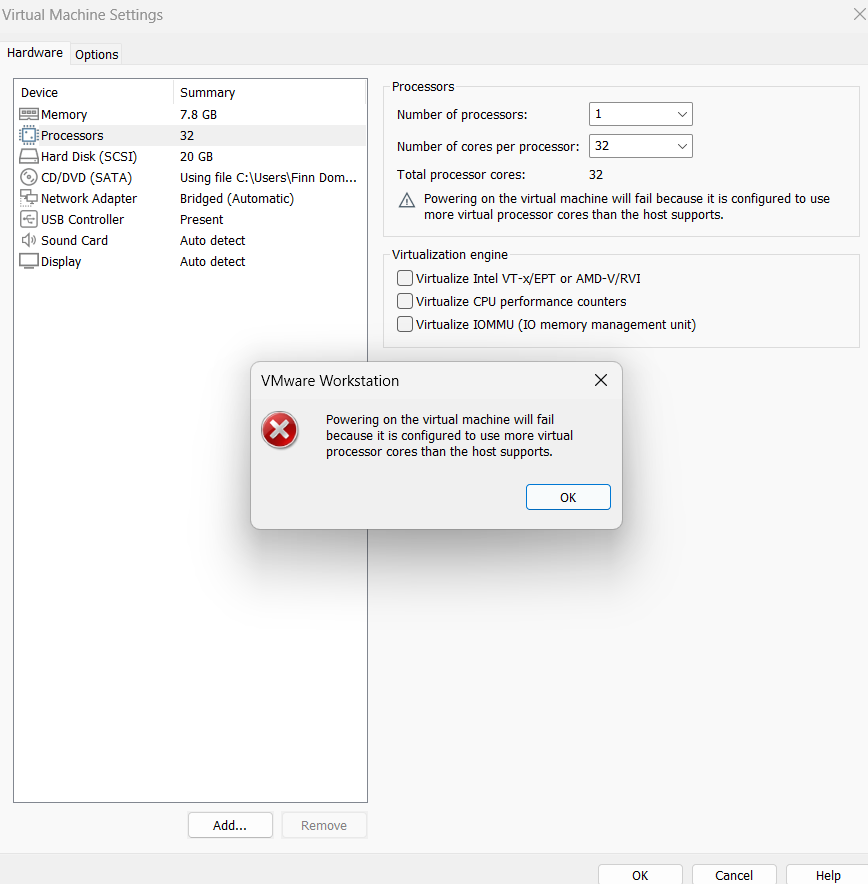 Virtual Machine Settings
Hardware
Options
Device Summary
Memory 7.8 GB
Processors 32
Hard Disk (SCSI) 20 GB
CD/DVD (SATA) Using file C:\Users\Finn Dom...
Network Adapter Bridged (Automatic)
USB Controller Present
Sound Card Auto detect
Display Auto detect
Add...
Remove
Processors
Number of processors: 1
Number of cores per processor: 32
Total processor cores: 32
Powering on the virtual machine will fail because it is configured to use
more virtual processor cores than the host supports.
Virtualization engine
Virtualize Intel VT-x/EPT or AMD-V/RVI
Virtualize CPU performance counters
Virtualize IOMMU (IO memory management unit)
VMware Workstation
Powering on the virtual machine will fail
because it is configured to use more virtual
processor cores than the host supports.
OK
OK
Cancel
Help